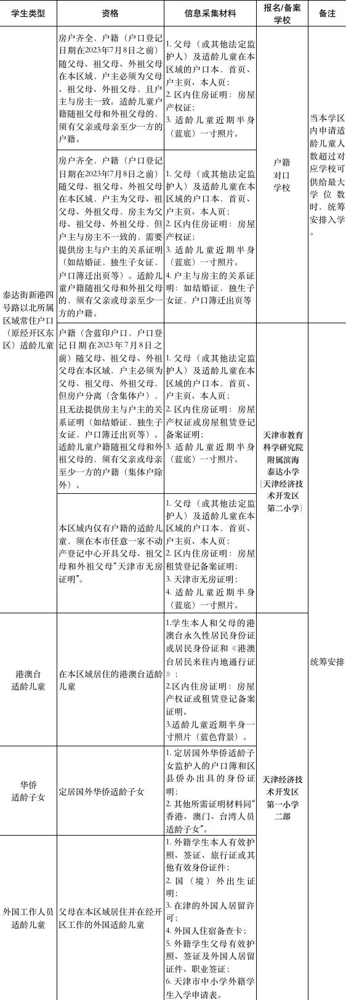 学生类型
资格
信息采集材料
报名/备案
学校
备注
泰达街新港四
号路以北所属
区域常住户口
（原经开区东
区）适龄儿童
房户齐全，户籍（户口登记
日期在2023年7月8日之前）
随父母、祖父母、外祖父母
在本区域，户主必须为父母
、祖父母、外祖父母，且户
主与房主一致。适龄儿童户
籍随祖父母和外祖父母的，
须有父亲或母亲至少一方的
户籍。
1. 父母（或其他法定监
护人）及适龄儿童在本
区域的户口本，首页、
户主页、本人页；
2. 区内住房证明：房屋
产权证；
3. 适龄儿童近期半身
（蓝底）一寸照片。
户籍
对口
学校
当本学区
内申请适
龄儿童人
数超过对
应学校可
供给最大
学位数
时，统筹
安排入学
。
房户齐全，户籍（户口登记
日期在2023年7月8日之前）
随父母、祖父母、外祖父母
在本区域，户主为父母、祖
父母、外祖父母，房主为父
母、祖父母、外祖父母，但
户主与房主不一致的，需要
提供房主与户主的关系证明
（如结婚证，独生子女证，
户口簿迁出页等）。适龄儿
童户籍随祖父母和外祖父母
的，须有父亲或母亲至少一
方的户籍。
1. 父母（或其他法定监
护人）及适龄儿童在本
区域的户口本，首页、
户主页、本人页；
2. 区内住房证明：房屋
产权证；
3. 适龄儿童近期半身
（蓝底）一寸照片。
4. 户主与房主的关系证
明：如结婚证，独生子
女证，户口簿迁出页等
户籍（含蓝印户口，户口登
记日期在2023年7月8日之
前）随父母、祖父母、外祖
父母在本区域，户主必须为
父母、祖父母、外祖父母，
但房户分离（含集体户），
且无法提供房主与户主的关
系证明（如结婚证，独生子
女证，户口簿迁出页等）。
适龄儿童户籍随祖父母和外
祖父母的，须有父亲或母亲
至少一方的户籍（集体户除
外）。
1. 父母（或其他法定监
护人）及适龄儿童在本
区域的户口本，首页、
户主页、本人页；
2. 区内住房证明：房屋
产权证或房屋租赁登记
备案证明；
3. 适龄儿童近期半身
（蓝底）一寸照片。
天津市教育
科学研究院
附属滨海
泰达小学
(天津经济技
术开发区
第二小学)
统筹安排
本区域内仅有户籍的适龄儿
童，须在本市任意一家不动
产登记中心开具父母、祖父
母和外祖父母“天津市无房
证明”。
1. 父母（或其他法定监
护人）及适龄儿童在本
区域的户口本，首页、
户主页、本人页；
2. 区内住房证明：房屋
租赁登记备案证明；
3. 天津市无房证明；
4. 适龄儿童近期半身
（蓝底）一寸照片。
港澳台
适龄儿童
在本区域居住的港澳台适龄
儿童
1.学生本人和父母的港
澳台永久性居民身份证
或居民身份证和《港澳
台居民来往内地通行证
》；
2.区内住房证明：房屋
产权证或租赁登记备案
证明。
3.适龄儿童近期半身一
寸照片（蓝色背景）。
天津经济技
术开发区
第一小学
二部
华侨
适龄子女
定居国外华侨适龄子女
1. 定居国外华侨适龄子
女监护人的户口簿和区
县侨办出具的身份证
明；
2. 其他所需证明材料同“
香港、澳门、台湾人员
适龄子女”。
外国工作人员
适龄儿童
父母在本区域居住并在经开
区工作的外国适龄儿童
1. 外籍学生本人有效护
照、签证、旅行证或其
他有效身份证件；
2. 国（境）外出生证
明；
3. 在津的外国人居留许
可；
4. 外国人住宿备查卡；
5. 外籍学生父母有效护
照、签证及外国人居留
证件、职业签证；
6. 天津市中小学外籍学
生入学申请表。